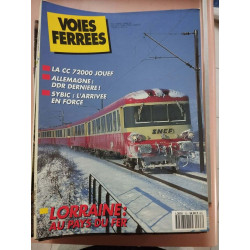 VOIES
FERREES
LA CC 72000 JOUEF
ALLEMAGNE:
DDR DERNIERE!
SYBIC: L'ARRIVEE
EN FORCE
SNCF
LORRAINE:
AU PAYS DU FER